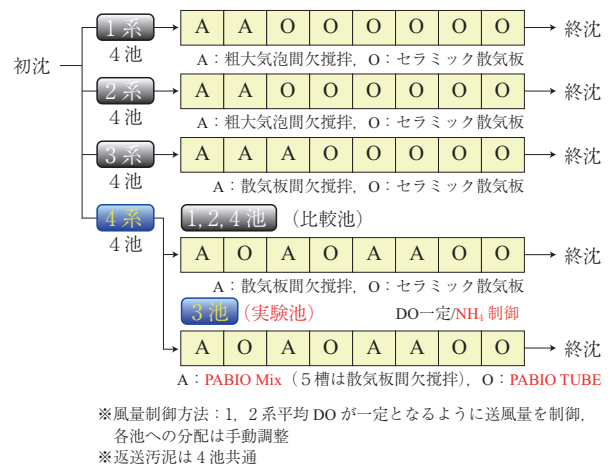 1系
A A O O O O O O
終沈
4池
A：粗大気泡間欠撹拌，O：セラミック散気板
初沈
2系
A A O O O O O O
終沈
4池
A：粗大気泡間欠撹拌，O：セラミック散気板
3系
A A A O O O O O
終沈
4池
A：散気板間欠撹拌，O：セラミック散気板
4系
4池
1,2,4池（比較池）
A O A O A A O O
終沈
A：散気板間欠撹拌，O：セラミック散気板
3池（実験池） DO一定/NH₄制御
A O A O A A O O
終沈
A：PABIO Mix（5槽は散気板間欠撹拌），O：PABIO TUBE
※風量制御方法：1，2系平均DOが一定となるように送風量を制御，
各池への分配は手動調整
※返送汚泥は4池共通